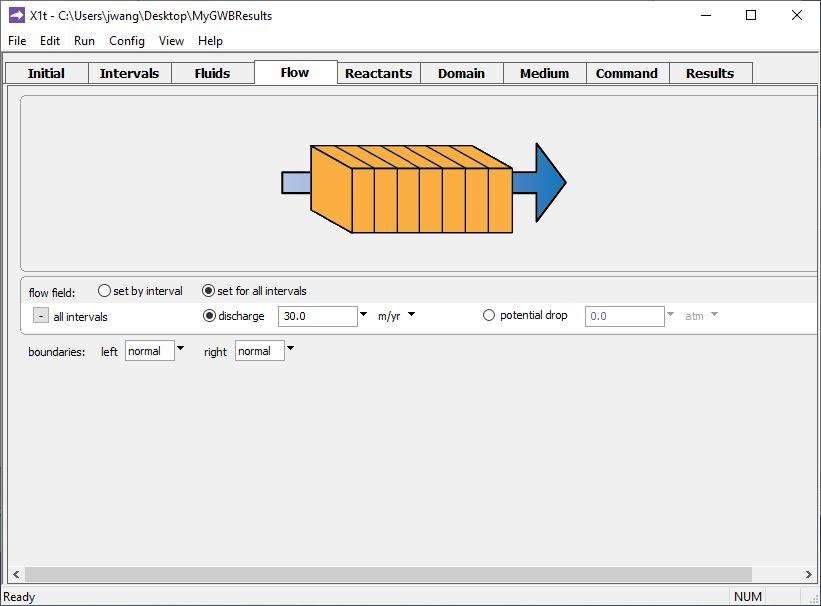 X1t - C:\Users\jwang\Desktop\MyGWBResults
File Edit Run Config View Help
Initial Intervals Fluids Flow Reactants Domain Medium Command Results
flow field: set by interval set for all intervals
- all intervals discharge 30.0 m/yr potential drop 0.0 atm
boundaries: left normal right normal
Ready NUM